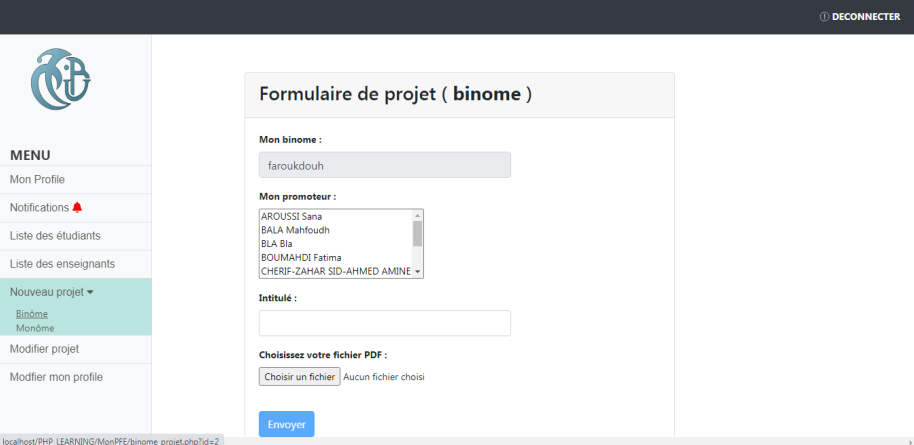 DECONNECTER
MENU
Mon Profile
Notifications
Liste des étudiants
Liste des enseignants
Nouveau projet
Binôme
Monôme
Modifier projet
Modfier mon profile
Formulaire de projet ( binome )
Mon binome :
faroukdouh
Mon promoteur :
AROUSSI Sana
BALA Mahfoudh
BLA Bla
BOUMAHDI Fatima
CHERIF-ZAHAR SID-AHMED AMINE
Intitulé :
Choisissez votre fichier PDF :
Choisir un fichier Aucun fichier choisi
Envoyer
localhost/PHP_LEARNING/MonPFE/binome_projet.php?id=2